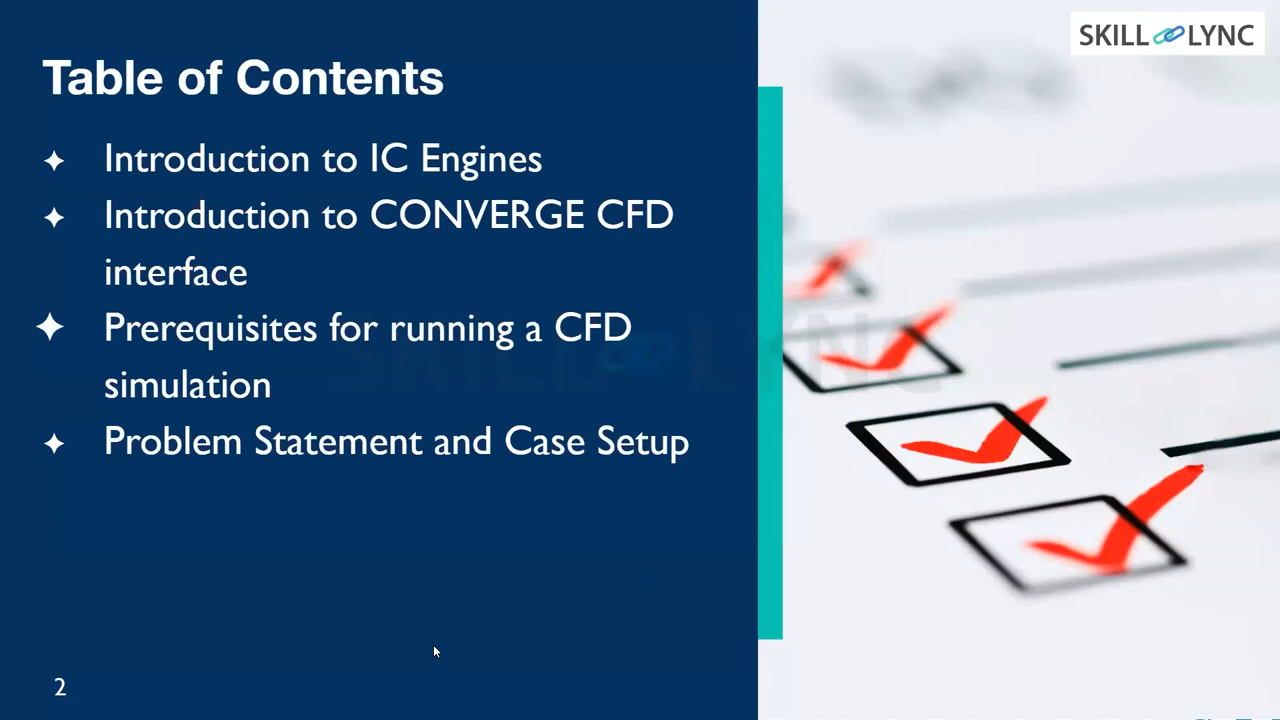 SKILL LYNC
Table of Contents
Introduction to IC Engines
Introduction to CONVERGE CFD
interface
Prerequisites for running a CFD
simulation
Problem Statement and Case Setup
2